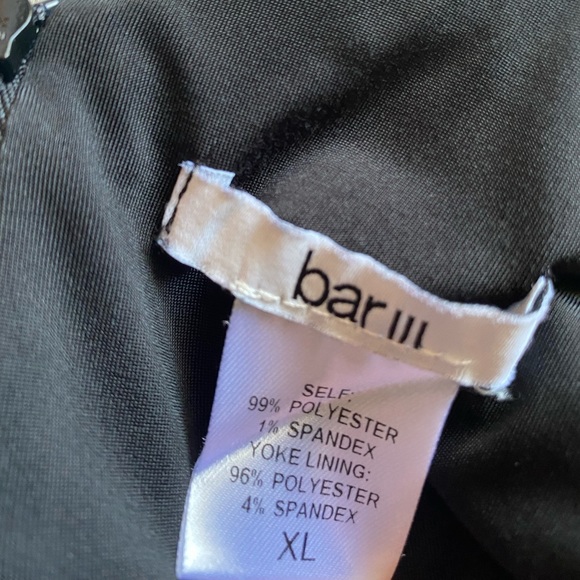 bar III
SELF:
99% POLYESTER
1% SPANDEX
YOKE LINING:
96% POLYESTER
4% SPANDEX
XL